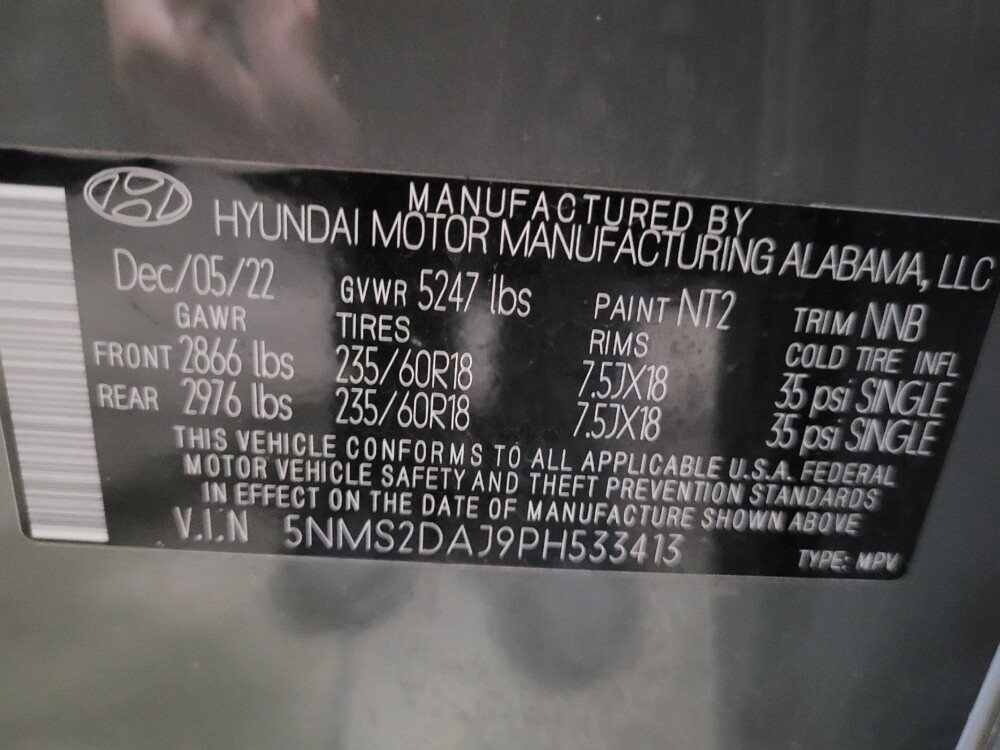 MANUFACTURED BY
HYUNDAI MOTOR MANUFACTURING ALABAMA, LLC
Dec/05/22 GVWR 5247 lbs PAINT NT2 TRIM NNB
GAWR TIRES RIMS COLD TIRE INFL
FRONT 2866 lbs 235/60R18 7.5JX18 35 psi SINGLE
REAR 2976 lbs 235/60R18 7.5JX18 35 psi SINGLE
THIS VEHICLE CONFORMS TO ALL APPLICABLE U.S.A. FEDERAL
MOTOR VEHICLE SAFETY AND THEFT PREVENTION STANDARDS
IN EFFECT ON THE DATE OF MANUFACTURE SHOWN ABOVE
V.I.N 5NMS2DAJ9PH533413 TYPE: MPV